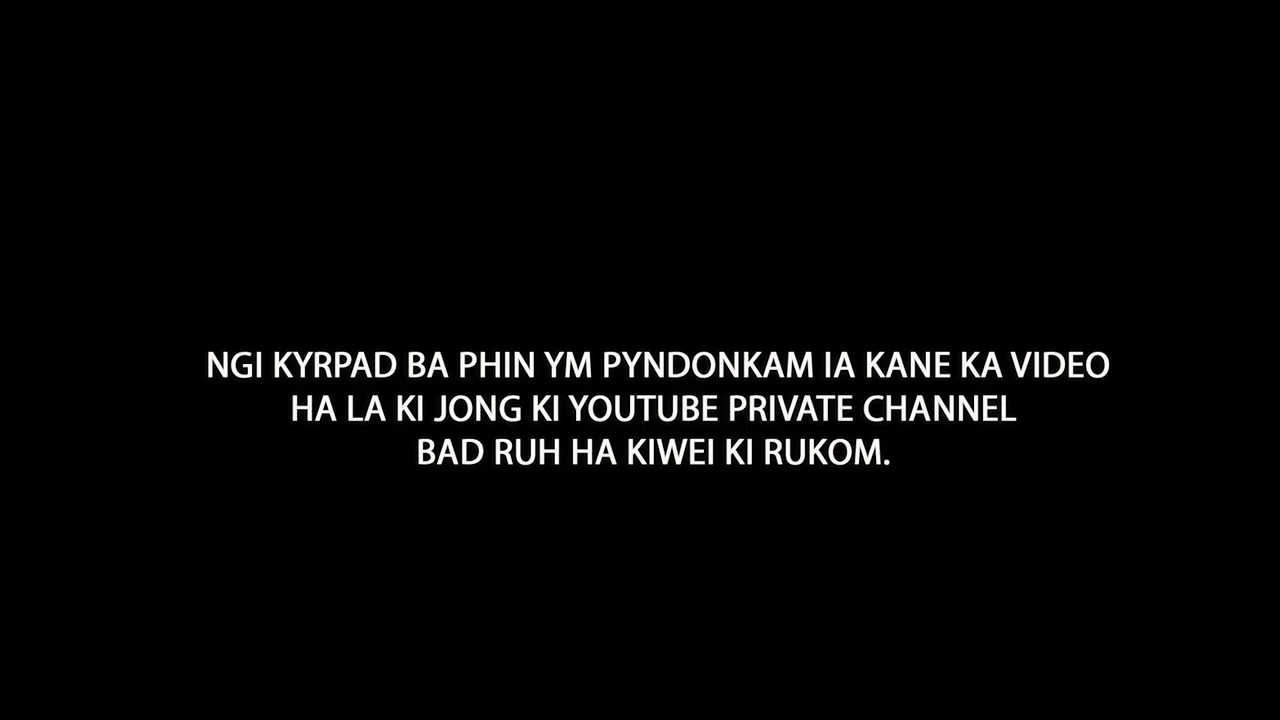 NGI KYRPAD BA PHIN YM PYNDONKAM IA KANE KA VIDEO
HA LA KI JONG KI YOUTUBE PRIVATE CHANNEL
BAD RUH HA KIWEI KI RUKOM.